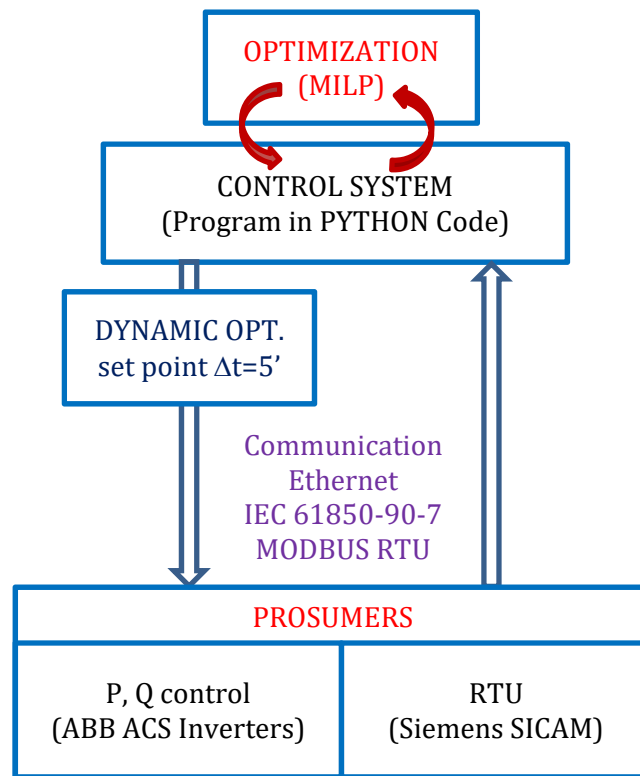 OPTIMIZATION
(MILP)
CONTROL SYSTEM
(Program in PYTHON Code)
DYNAMIC OPT.
set point Δt=5’
Communication
Ethernet
IEC 61850-90-7
MODBUS RTU
PROSUMERS
P, Q control
(ABB ACS Inverters)
RTU
(Siemens SICAM)